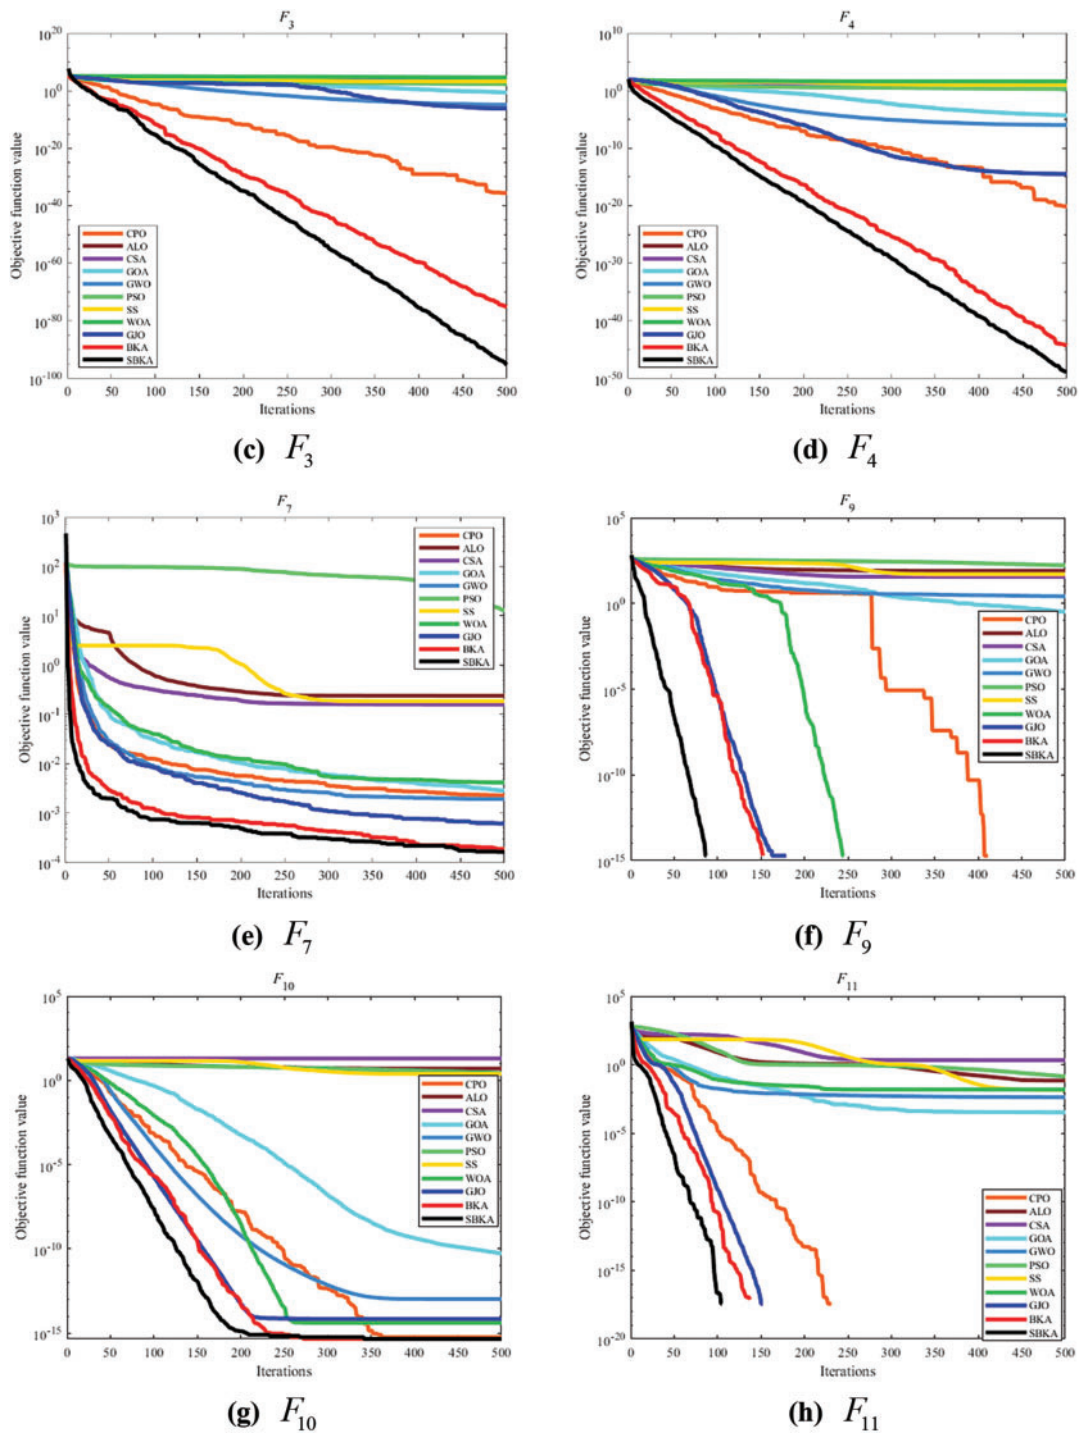 F3
10^20
10^0
10^-20
10^-40
10^-60
10^-80
10^-100
Objective function value
CPO
ALO
CSA
GOA
GWO
PSO
SS
WOA
GJO
BKA
SBKA
0 50 100 150 200 250 300 350 400 450 500
Iterations
(c) F3
F4
10^10
10^0
10^-10
10^-20
10^-30
10^-40
10^-50
Objective function value
CPO
ALO
CSA
GOA
GWO
PSO
SS
WOA
GJO
BKA
SBKA
0 50 100 150 200 250 300 350 400 450 500
Iterations
(d) F4
F7
10^3
10^2
10^1
10^0
10^-1
10^-2
10^-3
10^-4
Objective function value
CPO
ALO
CSA
GOA
GWO
PSO
SS
WOA
GJO
BKA
SBKA
0 50 100 150 200 250 300 350 400 450 500
Iterations
(e) F7
F9
10^5
10^0
10^-5
10^-10
10^-15
Objective function value
CPO
ALO
CSA
GOA
GWO
PSO
SS
WOA
GJO
BKA
SBKA
0 50 100 150 200 250 300 350 400 450 500
Iterations
(f) F9
F10
10^5
10^0
10^-5
10^-10
10^-15
Objective function value
CPO
ALO
CSA
GOA
GWO
PSO
SS
WOA
GJO
BKA
SBKA
0 50 100 150 200 250 300 350 400 450 500
Iterations
(g) F10
F11
10^5
10^0
10^-5
10^-10
10^-15
10^-20
Objective function value
CPO
ALO
CSA
GOA
GWO
PSO
SS
WOA
GJO
BKA
SBKA
0 50 100 150 200 250 300 350 400 450 500
Iterations
(h) F11